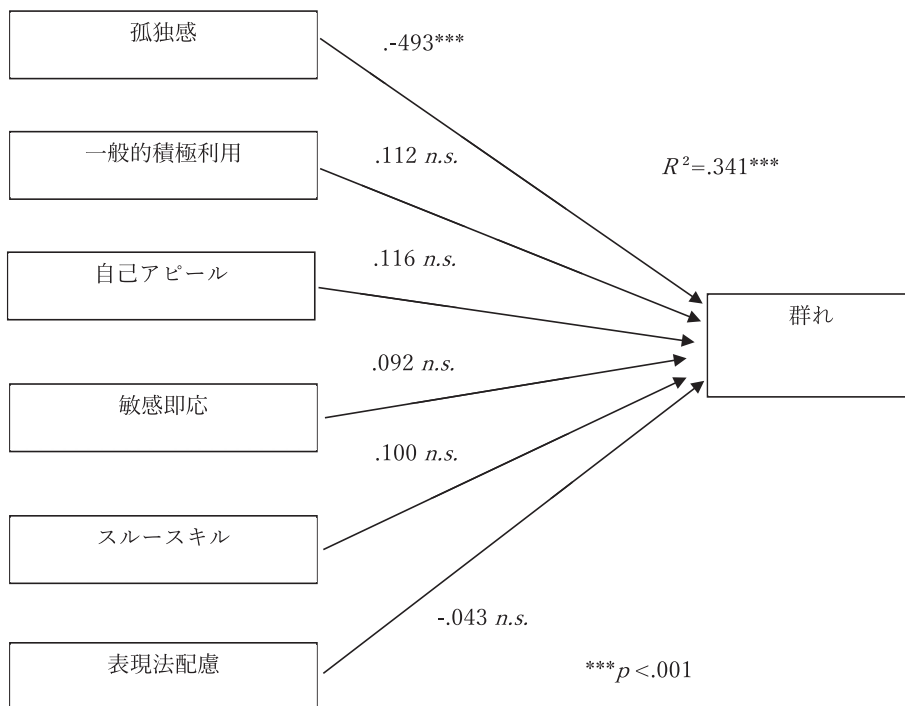 孤独感
.-493***
一般的積極利用
.112 n.s.
R²=.341***
自己アピール
.116 n.s.
群れ
敏感即応
.092 n.s.
.100 n.s.
スルースキル
-.043 n.s.
表現法配慮
***p<.001